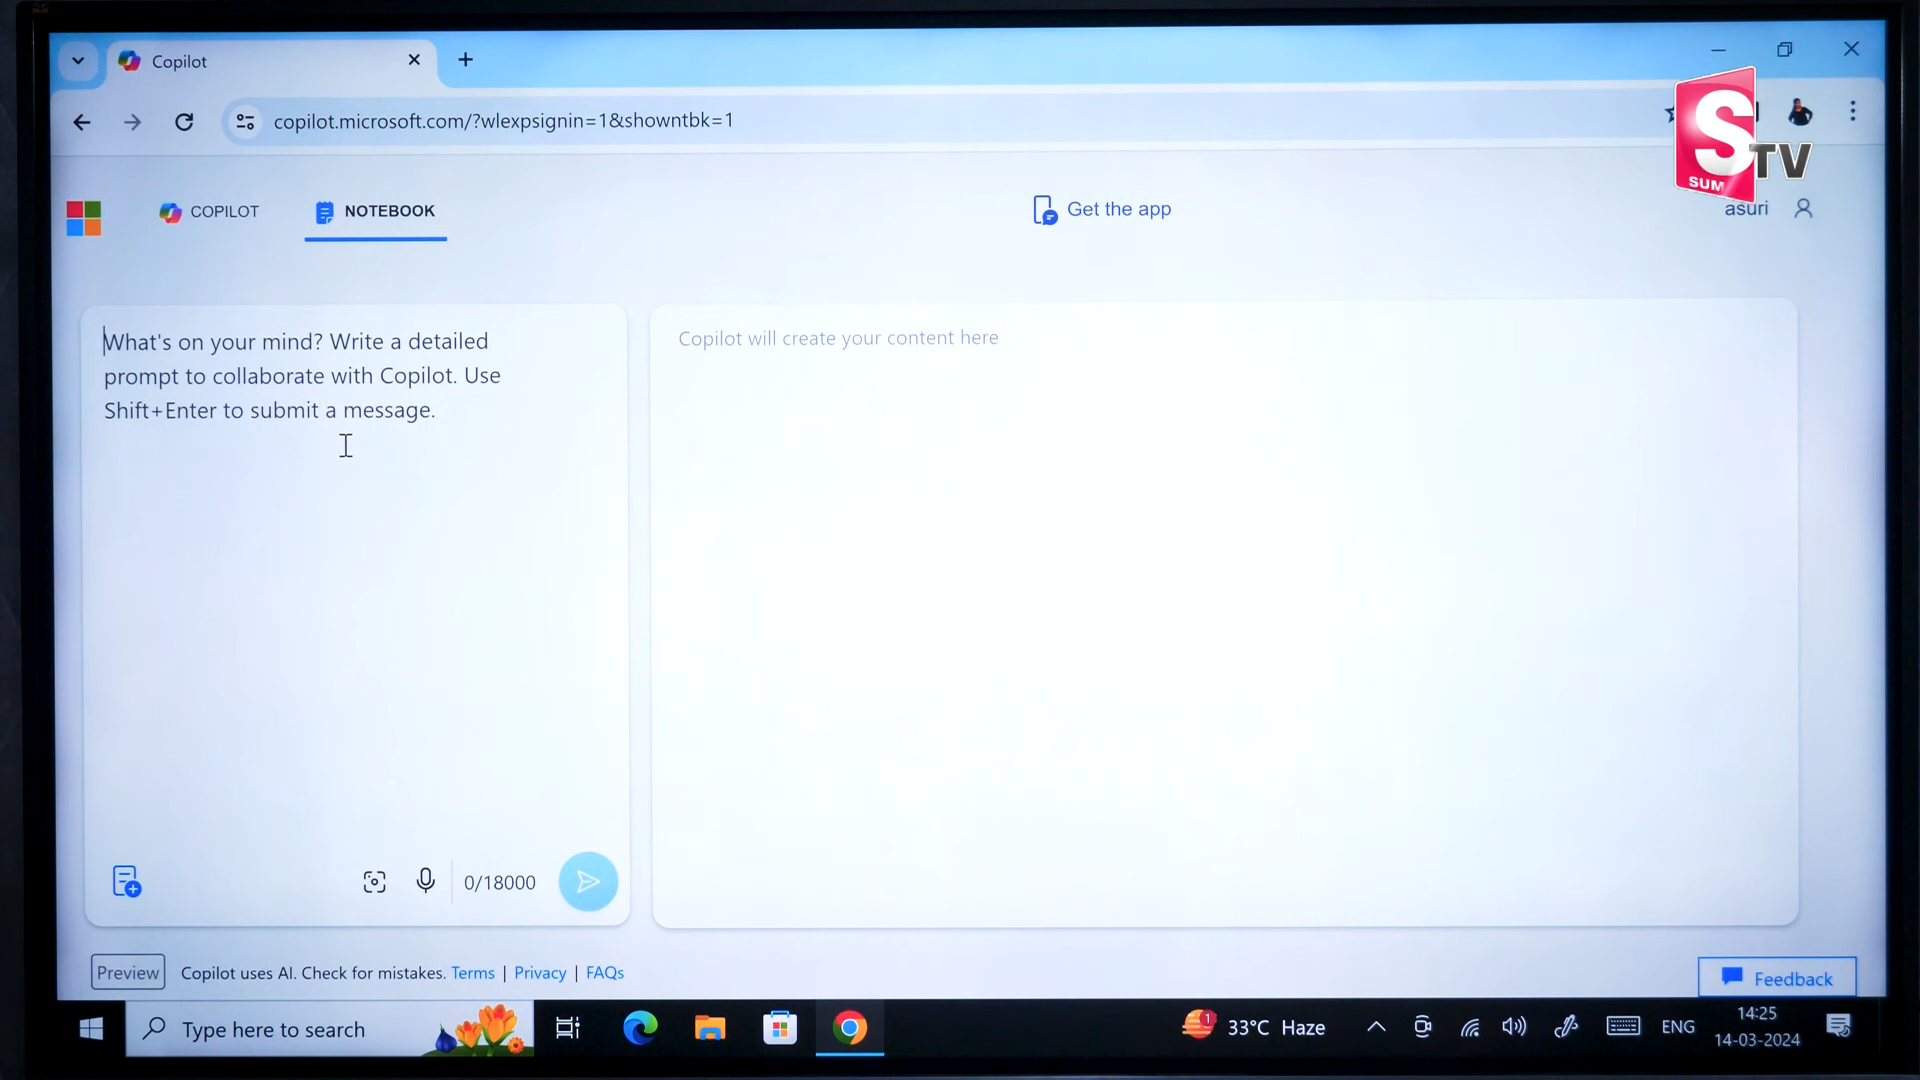 Copilot
copilot.microsoft.com/?wlexpsignin=1&showntbk=1
S
SUM
TV
COPILOT
NOTEBOOK
Get the app
asuri
What's on your mind? Write a detailed
prompt to collaborate with Copilot. Use
Shift+Enter to submit a message.
Copilot will create your content here
0/18000
Preview
Copilot uses AI. Check for mistakes. Terms | Privacy | FAQs
Feedback
Type here to search
1
33°C Haze
ENG
14:25
14-03-2024